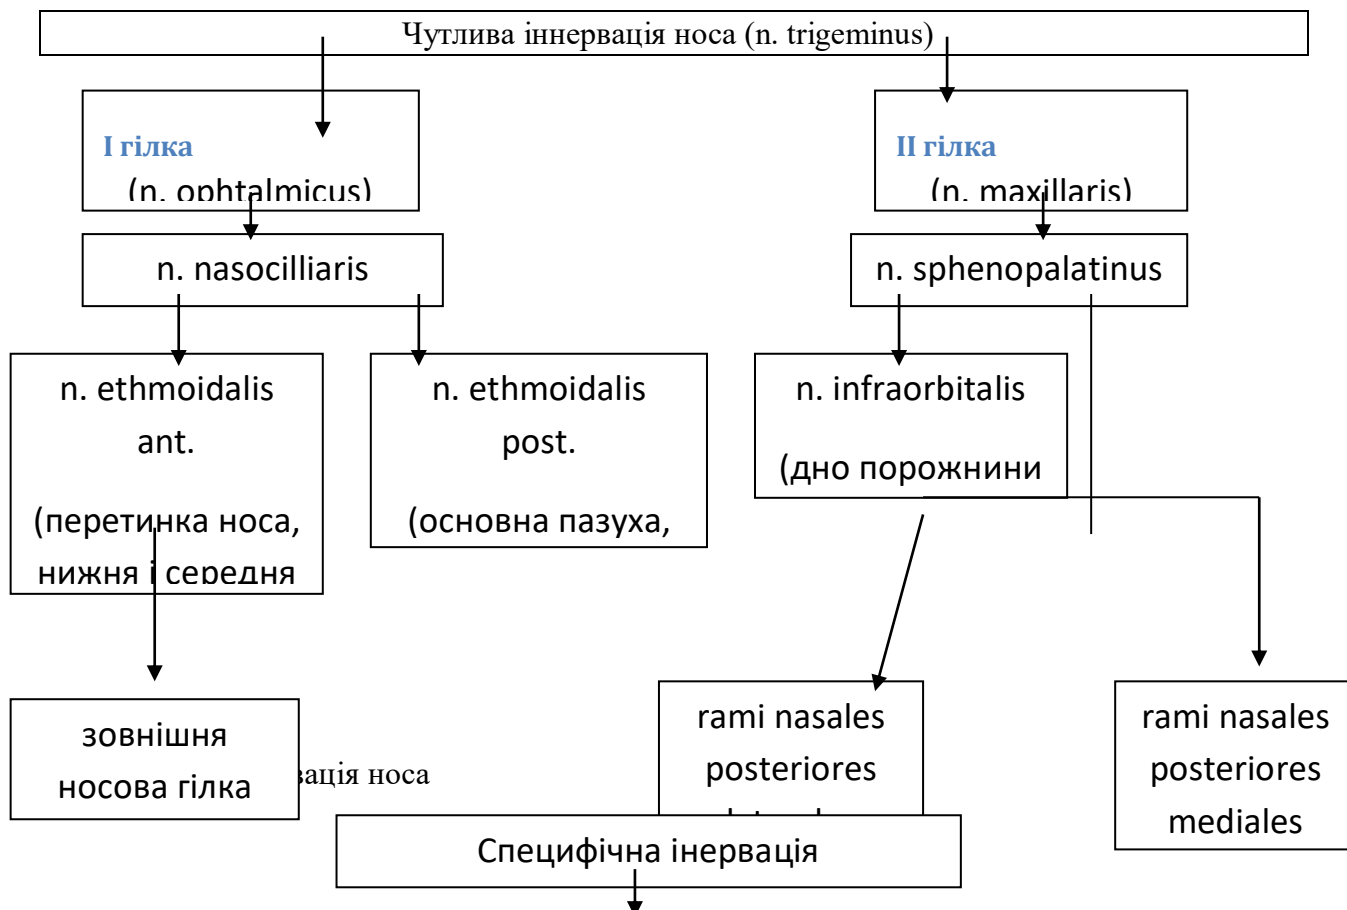 Чутлива іннервація носа (n. trigeminus)
І гілка
(n. ophtalmicus)
ІІ гілка
(n. maxillaris)
n. nasocilliaris
n. sphenopalatinus
n. ethmoidalis
ant.
(перетинка носа,
нижня і середня
n. ethmoidalis
post.
(основна пазуха,
n. infraorbitalis
(дно порожнини
зовнішня
носова гілка
вація носа
rami nasales
posteriores
rami nasales
posteriores
mediales
Специфічна інервація